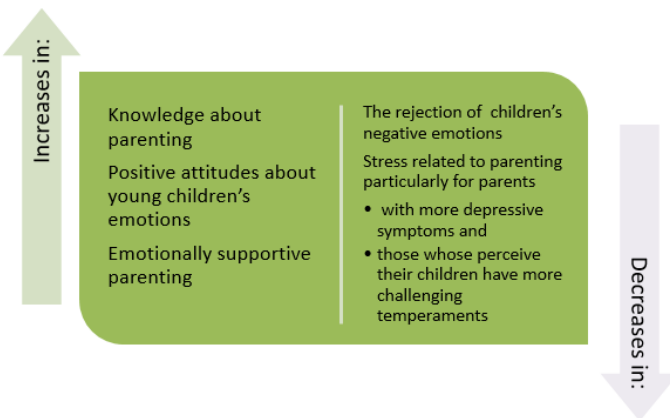 Increases in:
Knowledge about
parenting
Positive attitudes about
young children's
emotions
Emotionally supportive
parenting
The rejection of children's
negative emotions
Stress related to parenting
particularly for parents
• with more depressive
symptoms and
• those whose perceive
their children have more
challenging
temperaments
Decreases in: